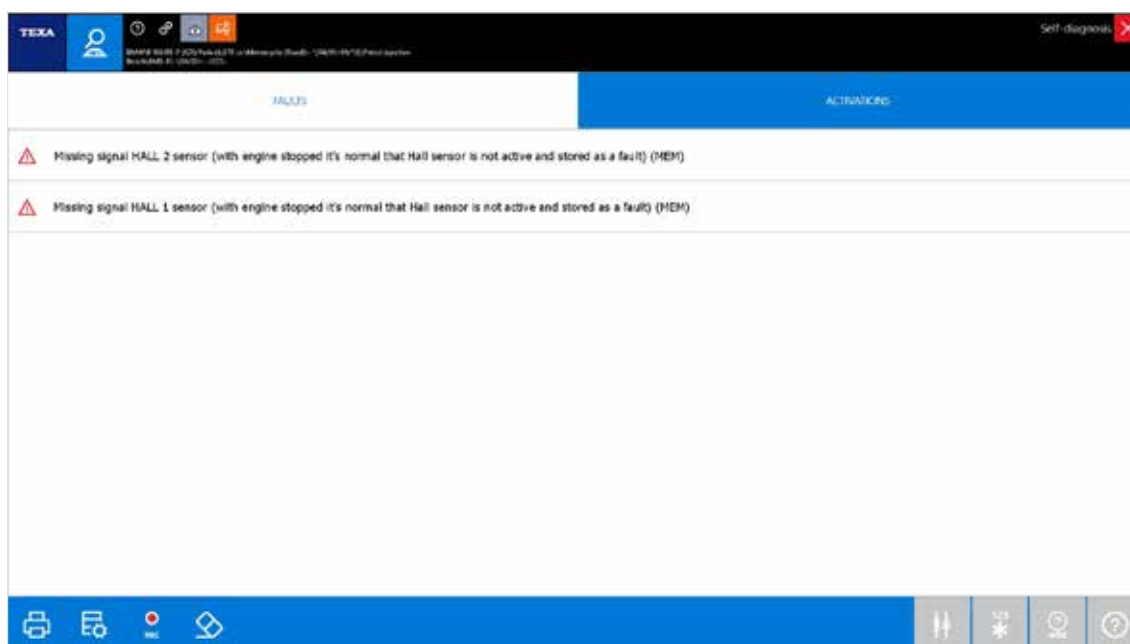 TEXA
Self-diagnosis
FAULTS
ACTIVATIONS
Missing signal HALL 2 sensor (with engine stopped it's normal that Hall sensor is not active and stored as a fault) (MEM)
Missing signal HALL 1 sensor (with engine stopped it's normal that Hall sensor is not active and stored as a fault) (MEM)
REC